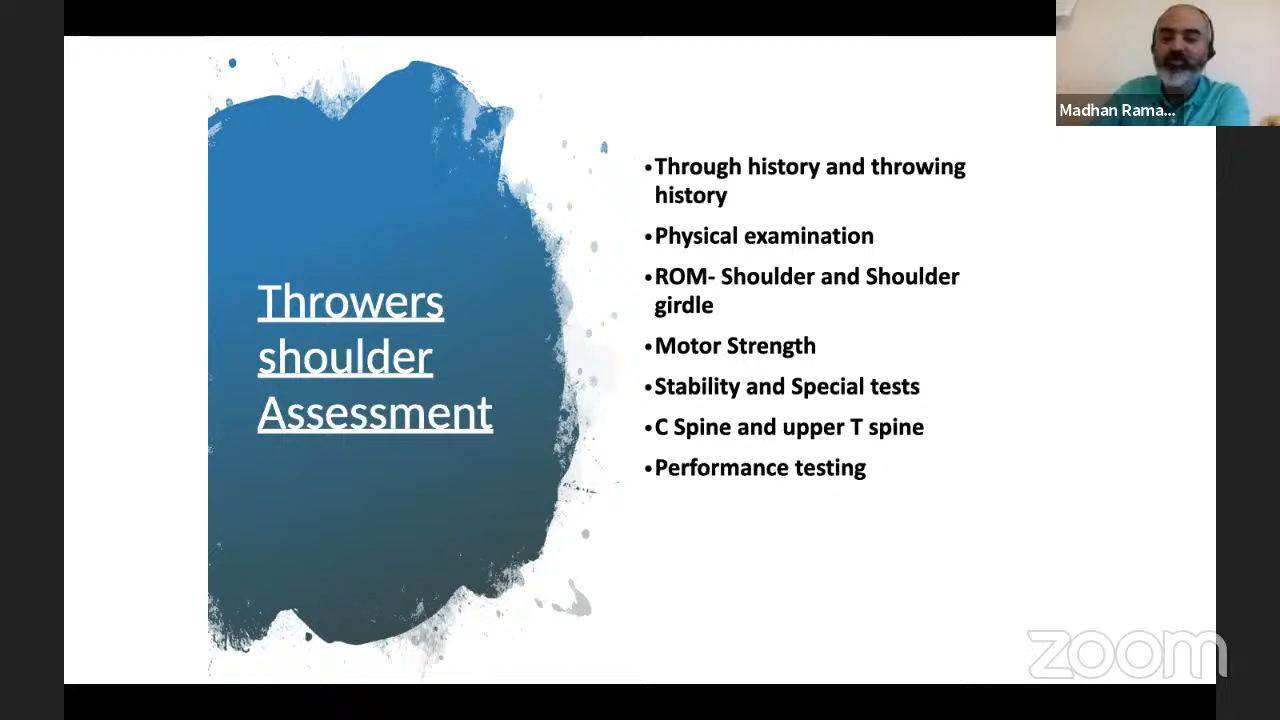 Madhan Rama...
•Through history and throwing
history
•Physical examination
•ROM- Shoulder and Shoulder
girdle
•Motor Strength
•Stability and Special tests
•C Spine and upper T spine
•Performance testing
Throwers
shoulder
Assessment
zoom